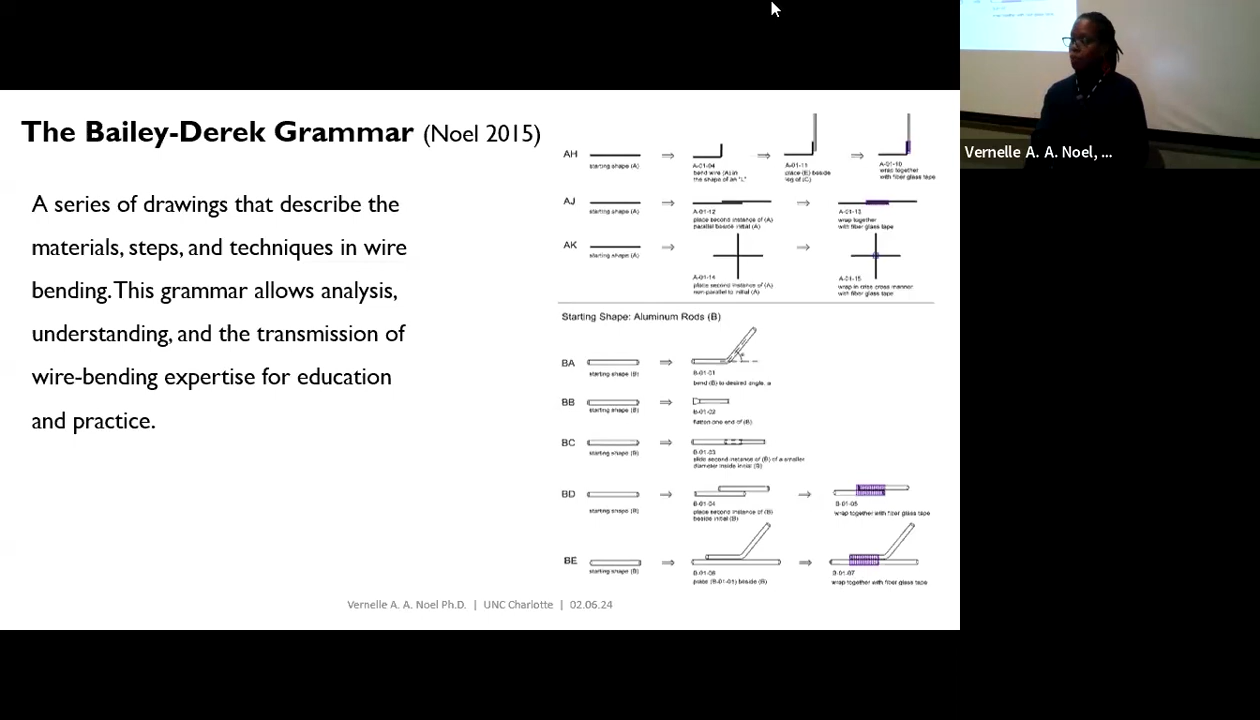 The Bailey-Derek Grammar (Noel 2015)
A series of drawings that describe the
materials, steps, and techniques in wire
bending. This grammar allows analysis,
understanding, and the transmission of
wire-bending expertise for education
and practice.
AH
starting shape (A)
A-01-04
bend wire (A) in
the shape of an "L"
A-01-11
place (B) beside
leg of (C)
A-01-10
wrap together
with fiber glass tape
AJ
starting shape (A)
A-01-12
place second instance of (A)
parallel beside initial (A)
A-01-13
wrap together
with fiber glass tape
AK
starting shape (A)
A-01-14
place second instance of (A)
non-parallel to initial (A)
A-01-15
wrap in criss cross manner
with fiber glass tape
Starting Shape: Aluminum Rods (B)
BA
starting shape (B)
B-01-01
bend (B) to desired angle, a
BB
starting shape (B)
B-01-02
flatten one end of (B)
BC
starting shape (B)
B-01-03
slide second instance of (B) of a smaller
diameter inside initial (B)
BD
starting shape (B)
B-01-04
place second instance of (B)
beside initial (B)
B-01-05
wrap together with fiber glass tape
BE
starting shape (B)
B-01-06
place (B-01-01) beside (B)
B-01-07
wrap together with fiber glass tape
Vernelle A. A. Noel Ph.D. | UNC Charlotte | 02.06.24
Vernelle A. A. Noel, ...